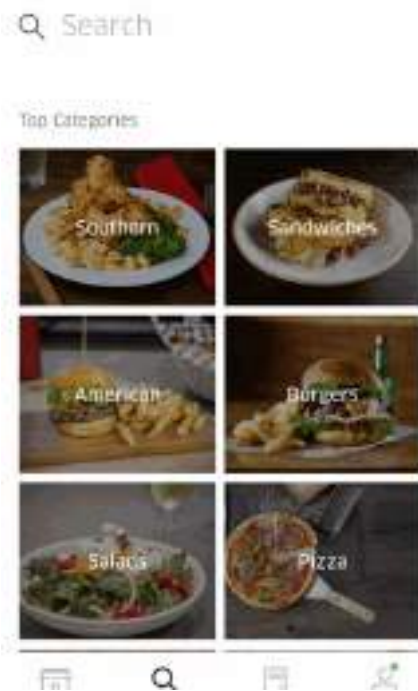 Search
Top Categories
Southern
Sandwiches
American
Burgers
Salads
Pizza